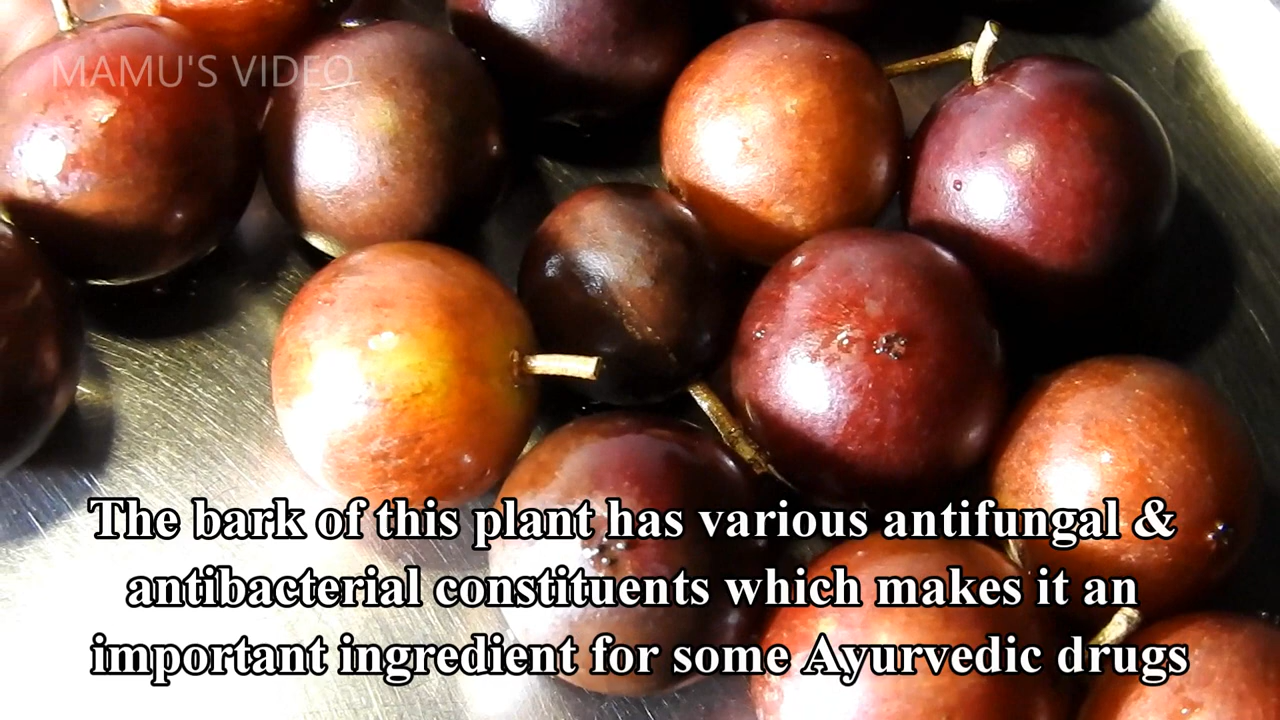 MAMU'S VIDEO
The bark of this plant has various antifungal &
antibacterial constituents which makes it an
important ingredient for some Ayurvedic drugs